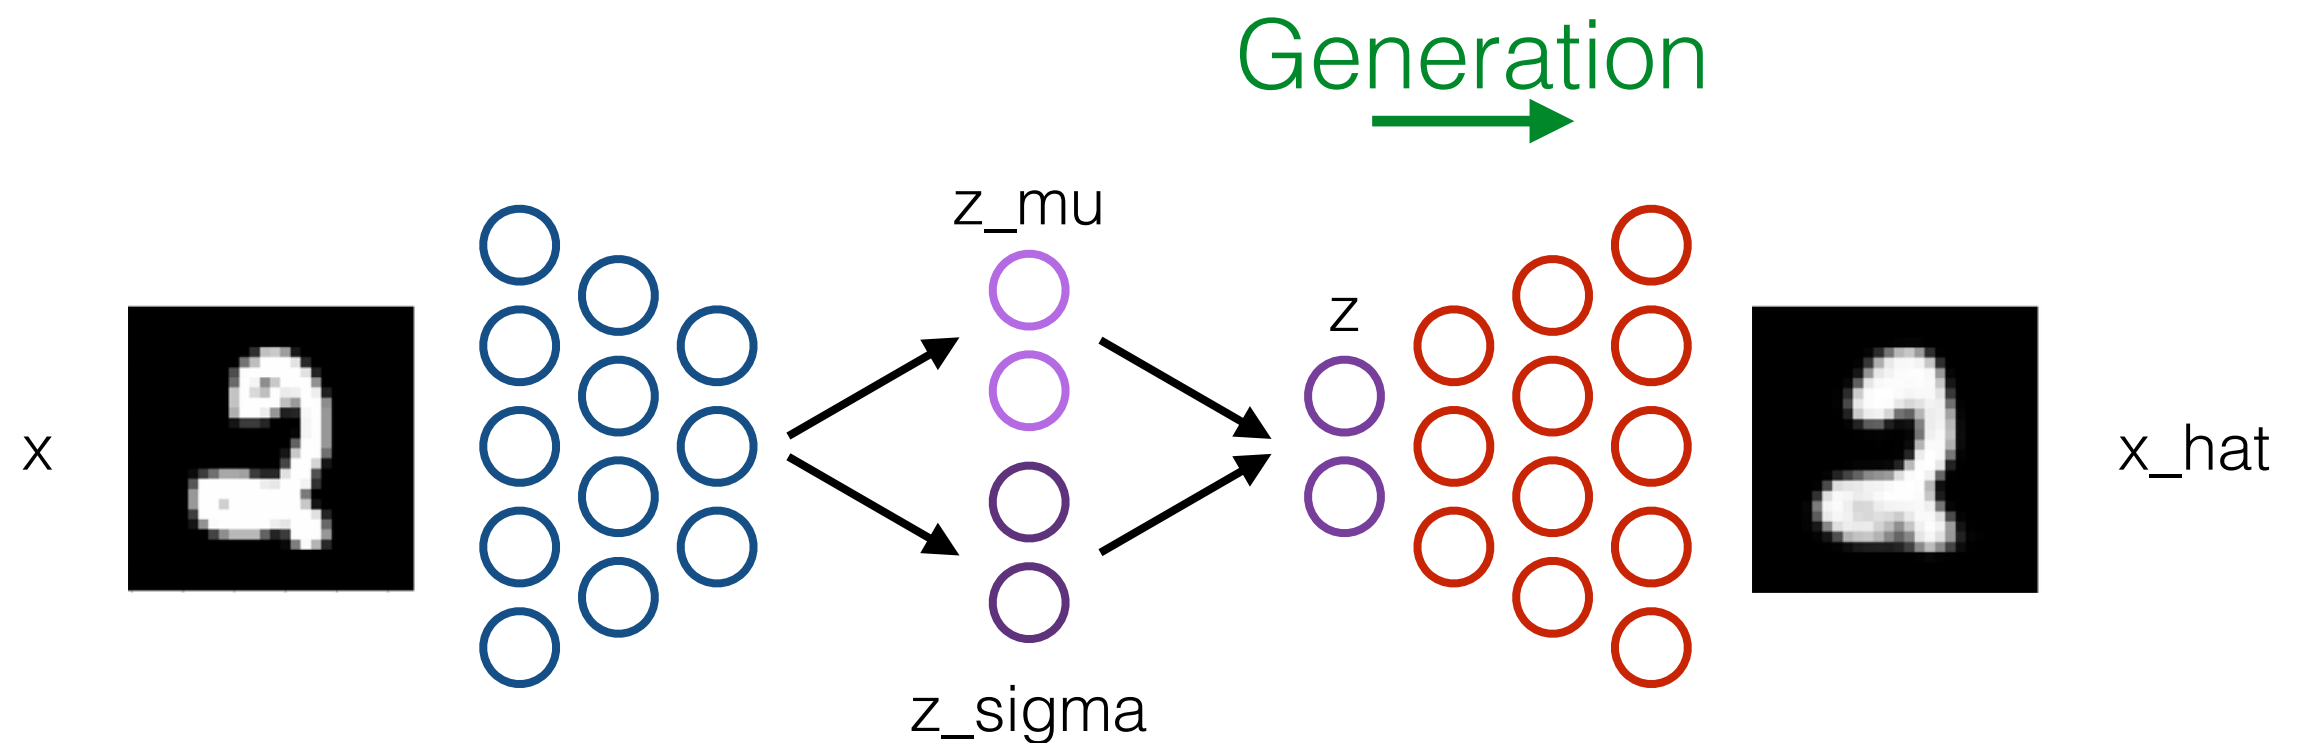 Generation
z_mu
z
x
x_hat
z_sigma